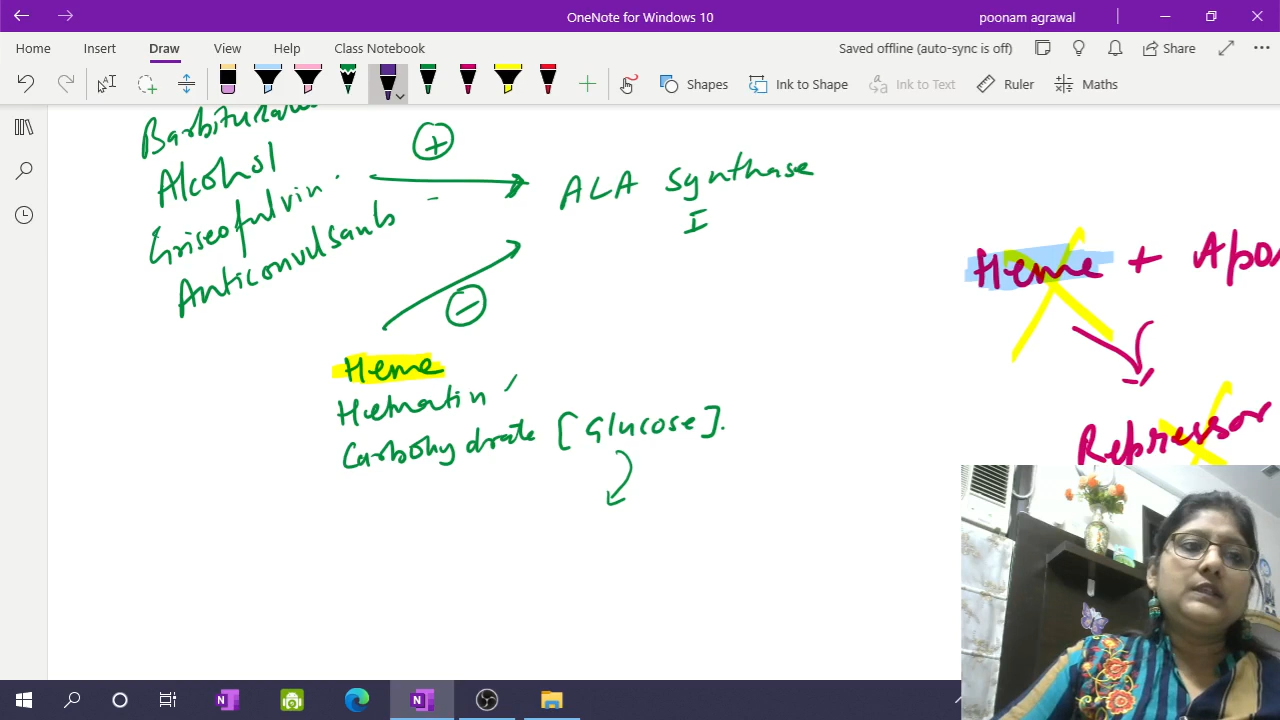 OneNote for Windows 10
poonam agrawal
Home Insert Draw View Help Class Notebook
Saved offline (auto-sync is off) Share
Shapes Ink to Shape Ink to Text Ruler Maths
Alcohol
Griseofulvin
Anticonvulsants
+
ALA Synthase
I
−
Heme
Hematin
Carbohydrate [Glucose].
Heme +
Repressor